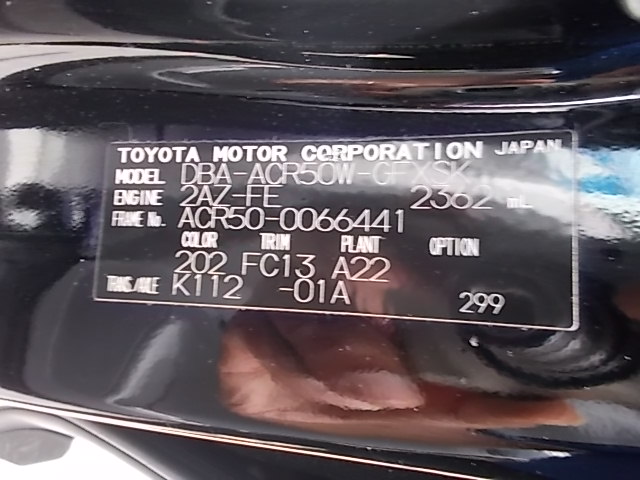 TOYOTA MOTOR CORPORATION JAPAN
MODEL DBA-ACR50W-GFXSK
ENGINE 2AZ-FE 2362 mL
FRAME No. ACR50-0066441
COLOR TRIM PLANT OPTION
202 FC13 A22
TRANS./AXLE K112 -01A 299